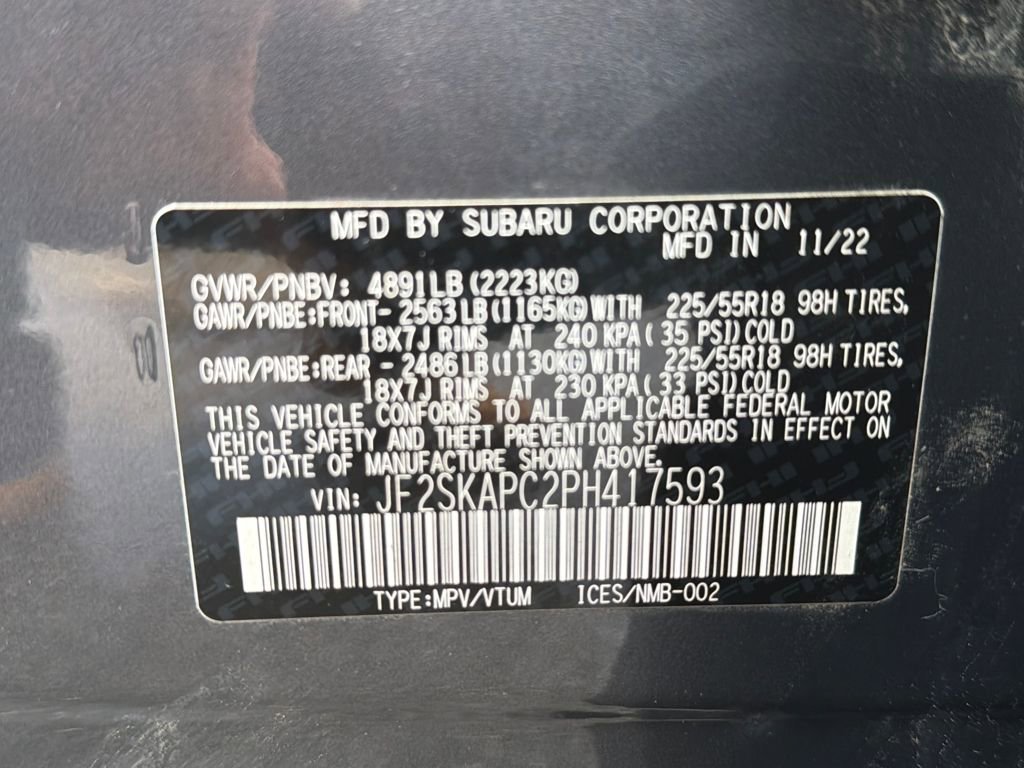 MFD BY SUBARU CORPORATION
MFD IN 11/22
GVWR/PNBV: 4891LB (2223KG)
GAWR/PNBE:FRONT- 2563LB(1165KG)WITH 225/55R18 98H TIRES,
18X7J RIMS AT 240 KPA( 35 PSI)COLD
GAWR/PNBE:REAR - 2486LB(1130KG)WITH 225/55R18 98H TIRES,
18X7J RIMS AT 230 KPA( 33 PSI)COLD
THIS VEHICLE CONFORMS TO ALL APPLICABLE FEDERAL MOTOR
VEHICLE SAFETY AND THEFT PREVENTION STANDARDS IN EFFECT ON
THE DATE OF MANUFACTURE SHOWN ABOVE.
VIN: JF2SKAPC2PH417593
TYPE:MPV/VTUM ICES/NMB-002